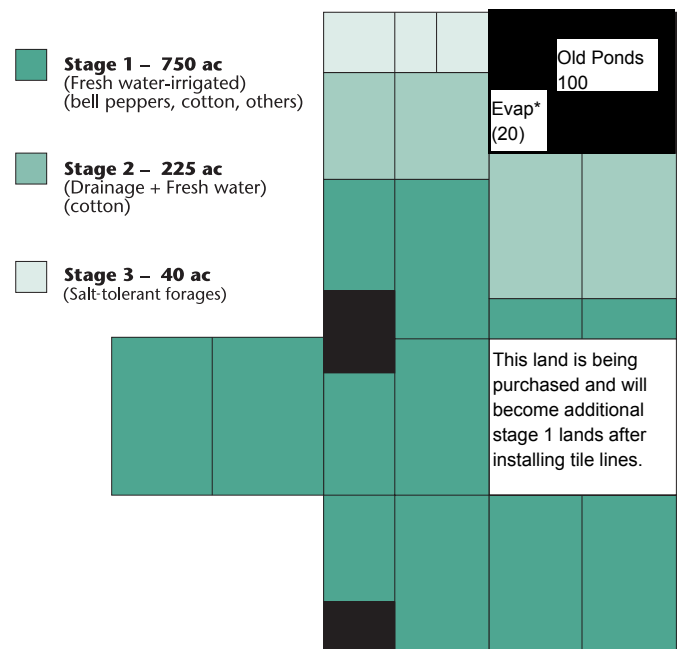 Stage 1 – 750 ac
(Fresh water-irrigated)
(bell peppers, cotton, others)
Stage 2 – 225 ac
(Drainage + Fresh water)
(cotton)
Stage 3 – 40 ac
(Salt-tolerant forages)
Old Ponds
100
Evap*
(20)
This land is being
purchased and will
become additional
stage 1 lands after
installing tile lines.